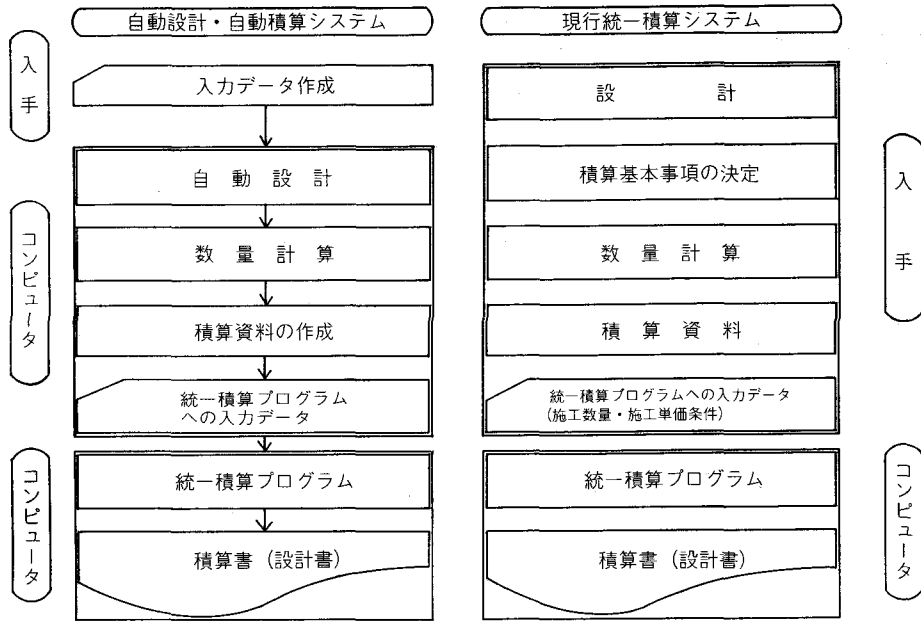 自動設計・自動積算システム
入手
入力データ作成
コンピュータ
自動設計
数量計算
積算資料の作成
統一積算プログラム
への入力データ
コンピュータ
統一積算プログラム
積算書(設計書)
現行統一積算システム
設計
積算基本事項の決定
入手
数量計算
積算資料
統一積算プログラムへの入力データ
(施工数量・施工単価条件)
統一積算プログラム
コンピュータ
積算書(設計書)